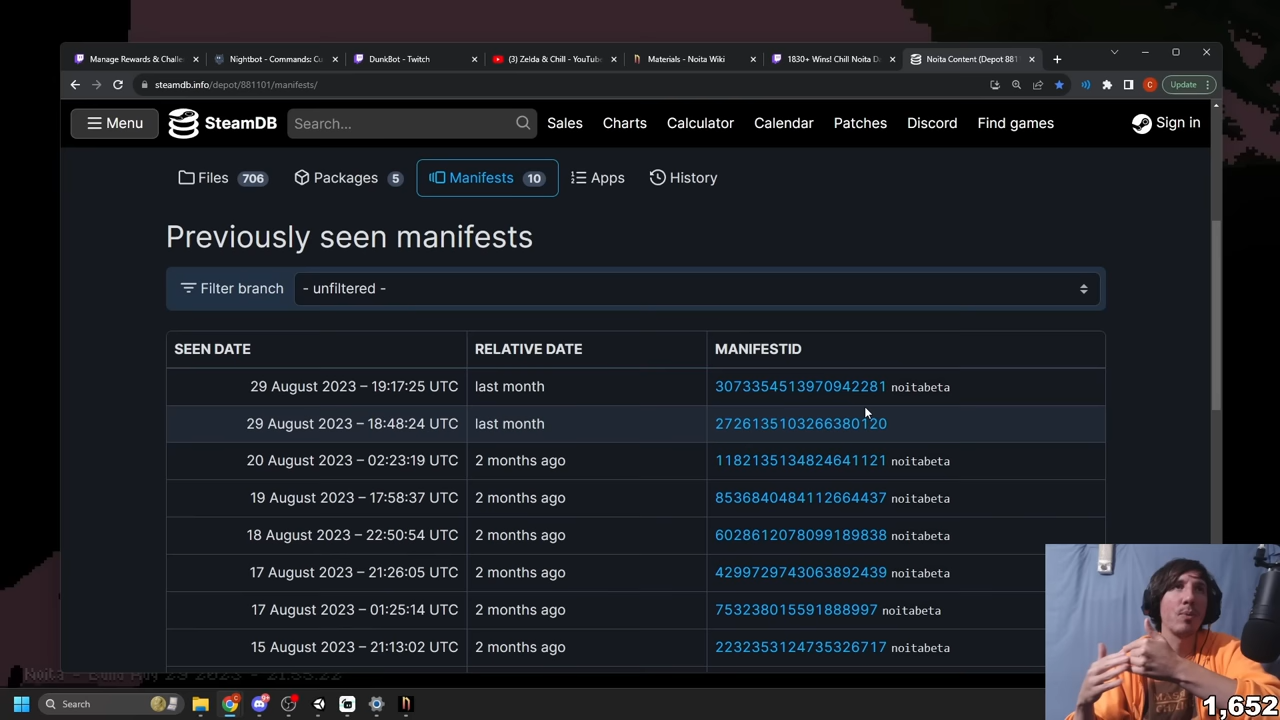 Manage Rewards & Challe
Nightbot - Commands: Cu
DunkBot - Twitch
(3) Zelda & Chill - YouTub
Materials - Noita Wiki
1830+ Wins! Chill Noita D
Noita Content (Depot 881
steamdb.info/depot/881101/manifests/
C
Update
Menu
SteamDB
Search...
Sales
Charts
Calculator
Calendar
Patches
Discord
Find games
Sign in
Files 706
Packages 5
Manifests 10
Apps
History
Previously seen manifests
Filter branch
- unfiltered -
SEEN DATE RELATIVE DATE MANIFESTID
29 August 2023 – 19:17:25 UTC last month 3073354513970942281 noitabeta
29 August 2023 – 18:48:24 UTC last month 2726135103266380120
20 August 2023 – 02:23:19 UTC 2 months ago 1182135134824641121 noitabeta
19 August 2023 – 17:58:37 UTC 2 months ago 8536840484112664437 noitabeta
18 August 2023 – 22:50:54 UTC 2 months ago 6028612078099189838 noitabeta
17 August 2023 – 21:26:05 UTC 2 months ago 4299729743063892439 noitabeta
17 August 2023 – 01:25:14 UTC 2 months ago 753238015591888997 noitabeta
15 August 2023 – 21:13:02 UTC 2 months ago 2232353124735326717 noitabeta
Noita - Build Aug 29 2023 -
Search
1,652